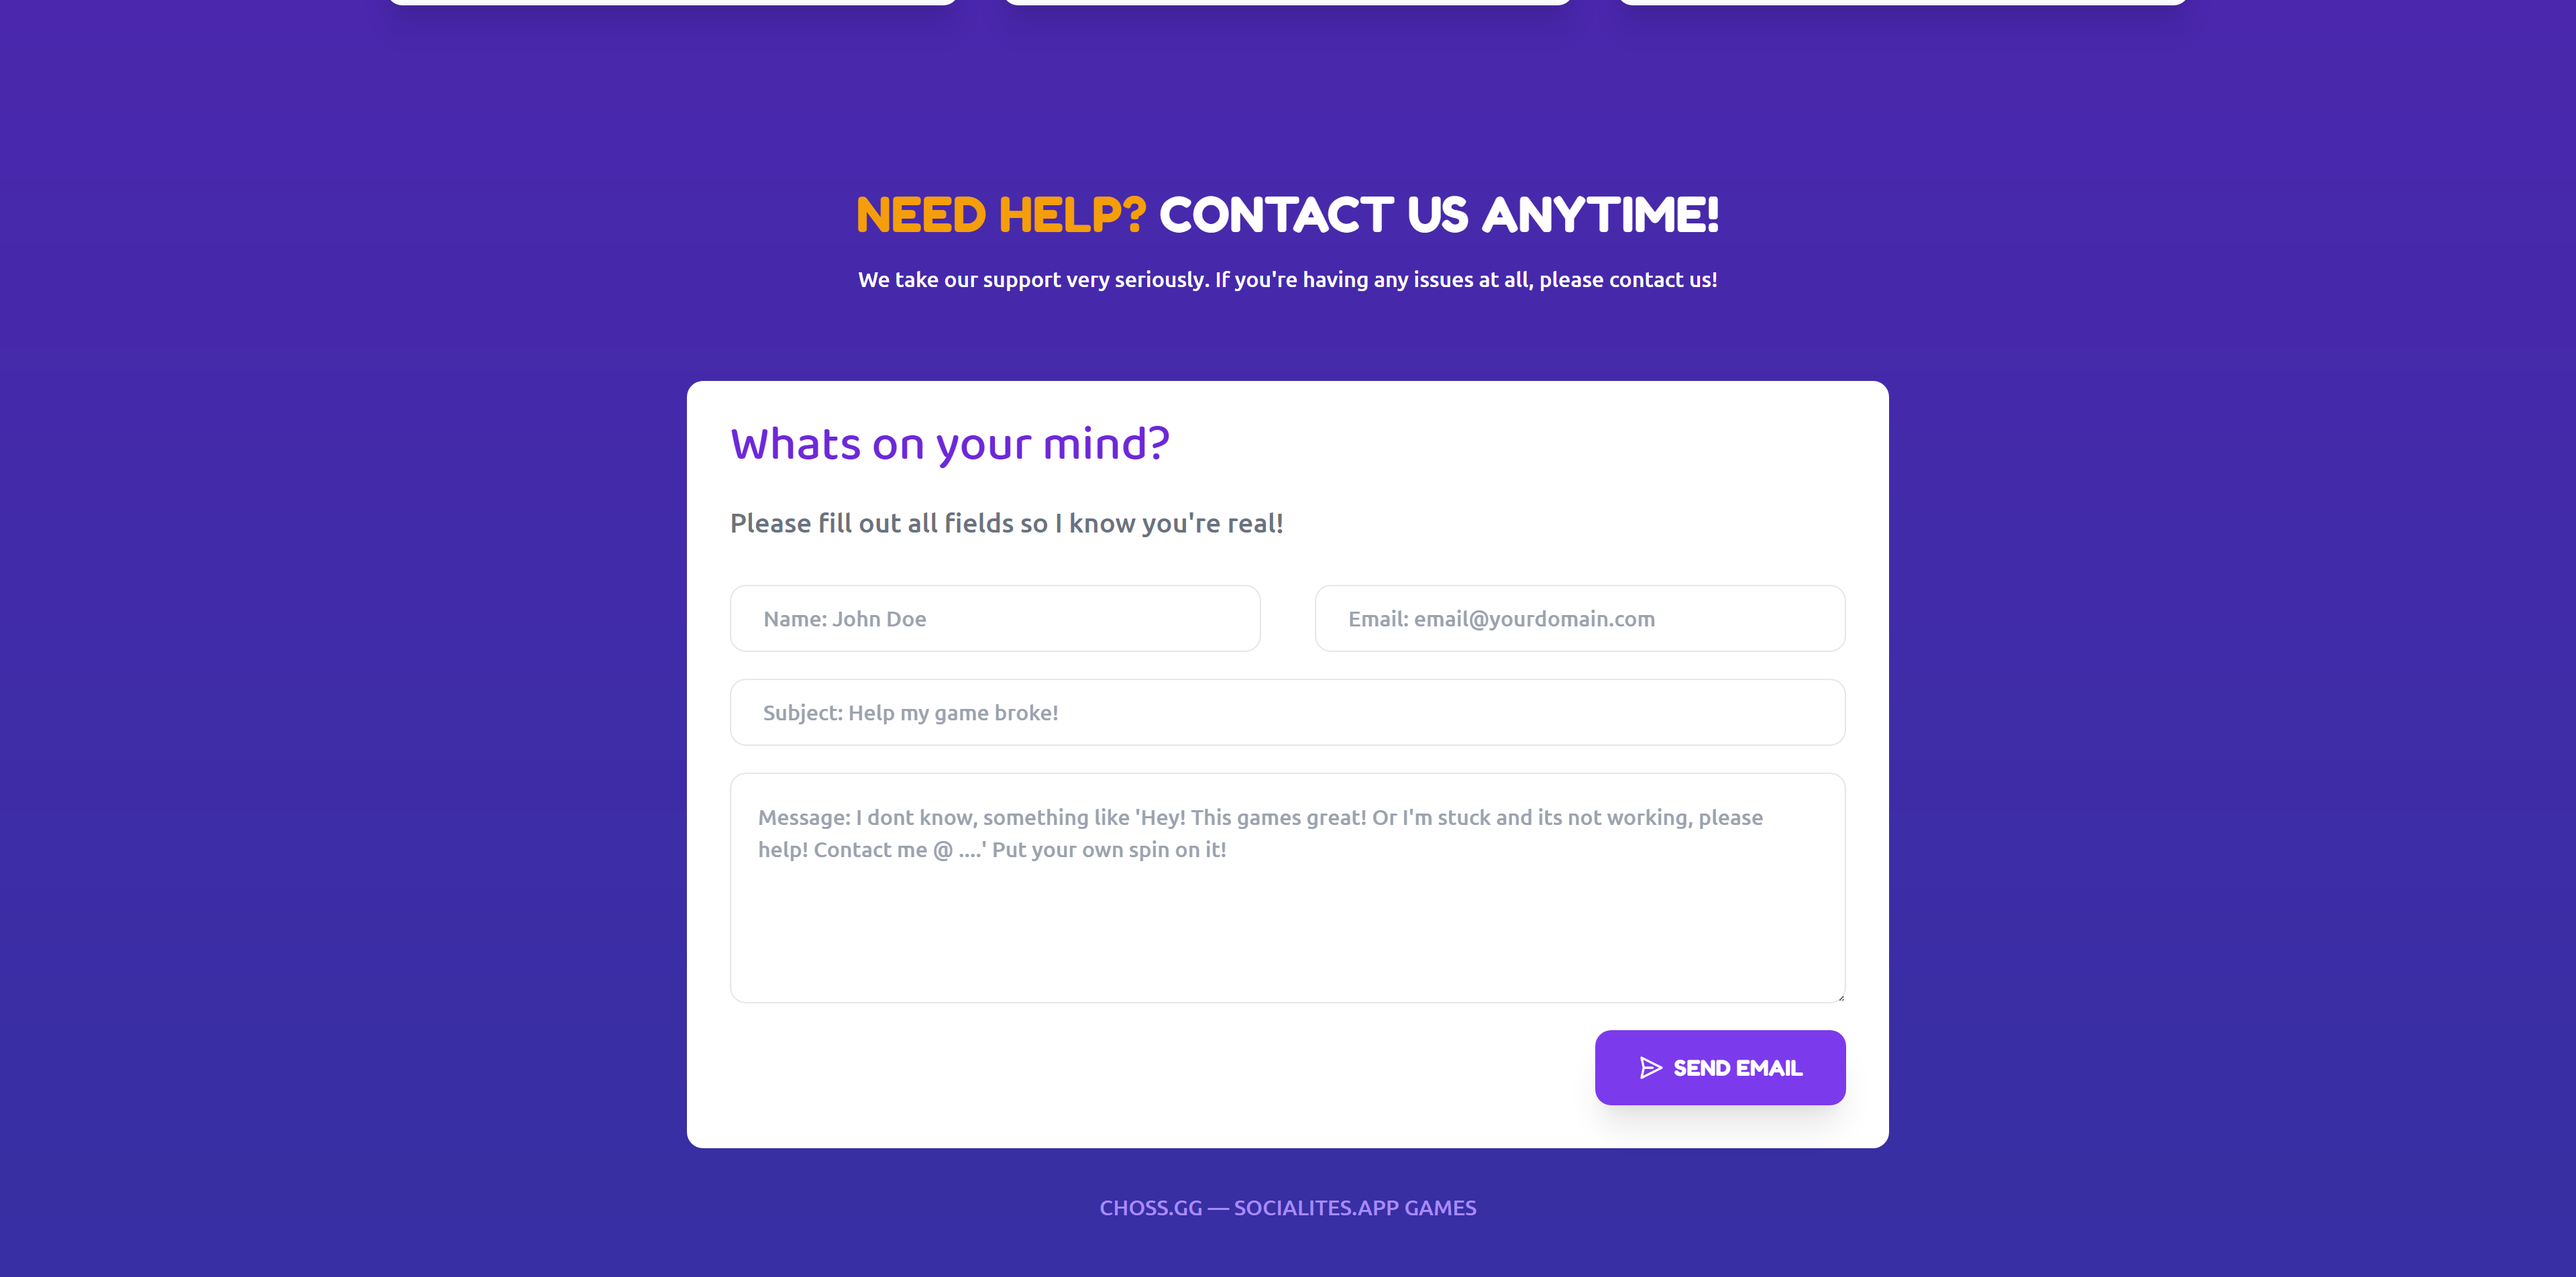 NEED HELP? CONTACT US ANYTIME!
We take our support very seriously. If you're having any issues at all, please contact us!
Whats on your mind?
Please fill out all fields so I know you're real!
Name: John Doe
Email: email@yourdomain.com
Subject: Help my game broke!
Message: I dont know, something like 'Hey! This games great! Or I'm stuck and its not working, please
help! Contact me @ ....' Put your own spin on it!
SEND EMAIL
CHOSS.GG — SOCIALITES.APP GAMES